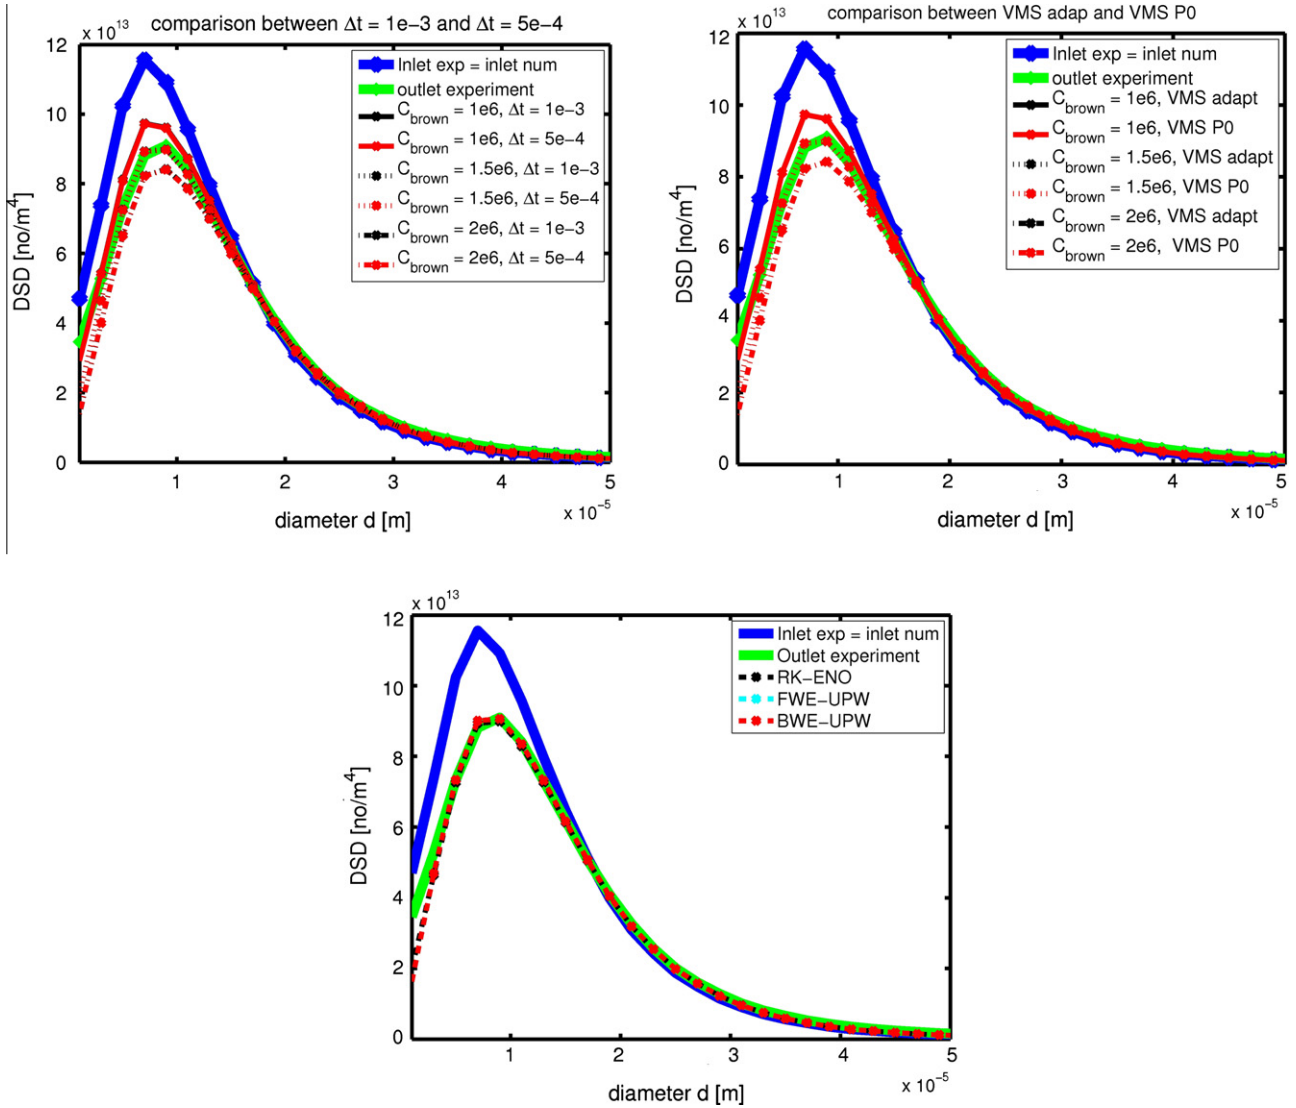 comparison between Δt = 1e−3 and Δt = 5e−4
x 10^13
12
10
8
6
4
2
0
DSD [no/m^4]
1
2
3
4
5
x 10^−5
diameter d [m]
Inlet exp = inlet num
outlet experiment
C_brown = 1e6, Δt = 1e−3
C_brown = 1e6, Δt = 5e−4
C_brown = 1.5e6, Δt = 1e−3
C_brown = 1.5e6, Δt = 5e−4
C_brown = 2e6, Δt = 1e−3
C_brown = 2e6, Δt = 5e−4
comparison between VMS adap and VMS P0
x 10^13
12
10
8
6
4
2
0
DSD [no/m^4]
1
2
3
4
5
x 10^−5
diameter d [m]
Inlet exp = inlet num
outlet experiment
C_brown = 1e6, VMS adapt
C_brown = 1e6, VMS P0
C_brown = 1.5e6, VMS adapt
C_brown = 1.5e6, VMS P0
C_brown = 2e6, VMS adapt
C_brown = 2e6, VMS P0
x 10^13
12
10
8
6
4
2
0
DSD [no/m^4]
1
2
3
4
5
x 10^−5
diameter d [m]
Inlet exp = inlet num
Outlet experiment
RK−ENO
FWE−UPW
BWE−UPW